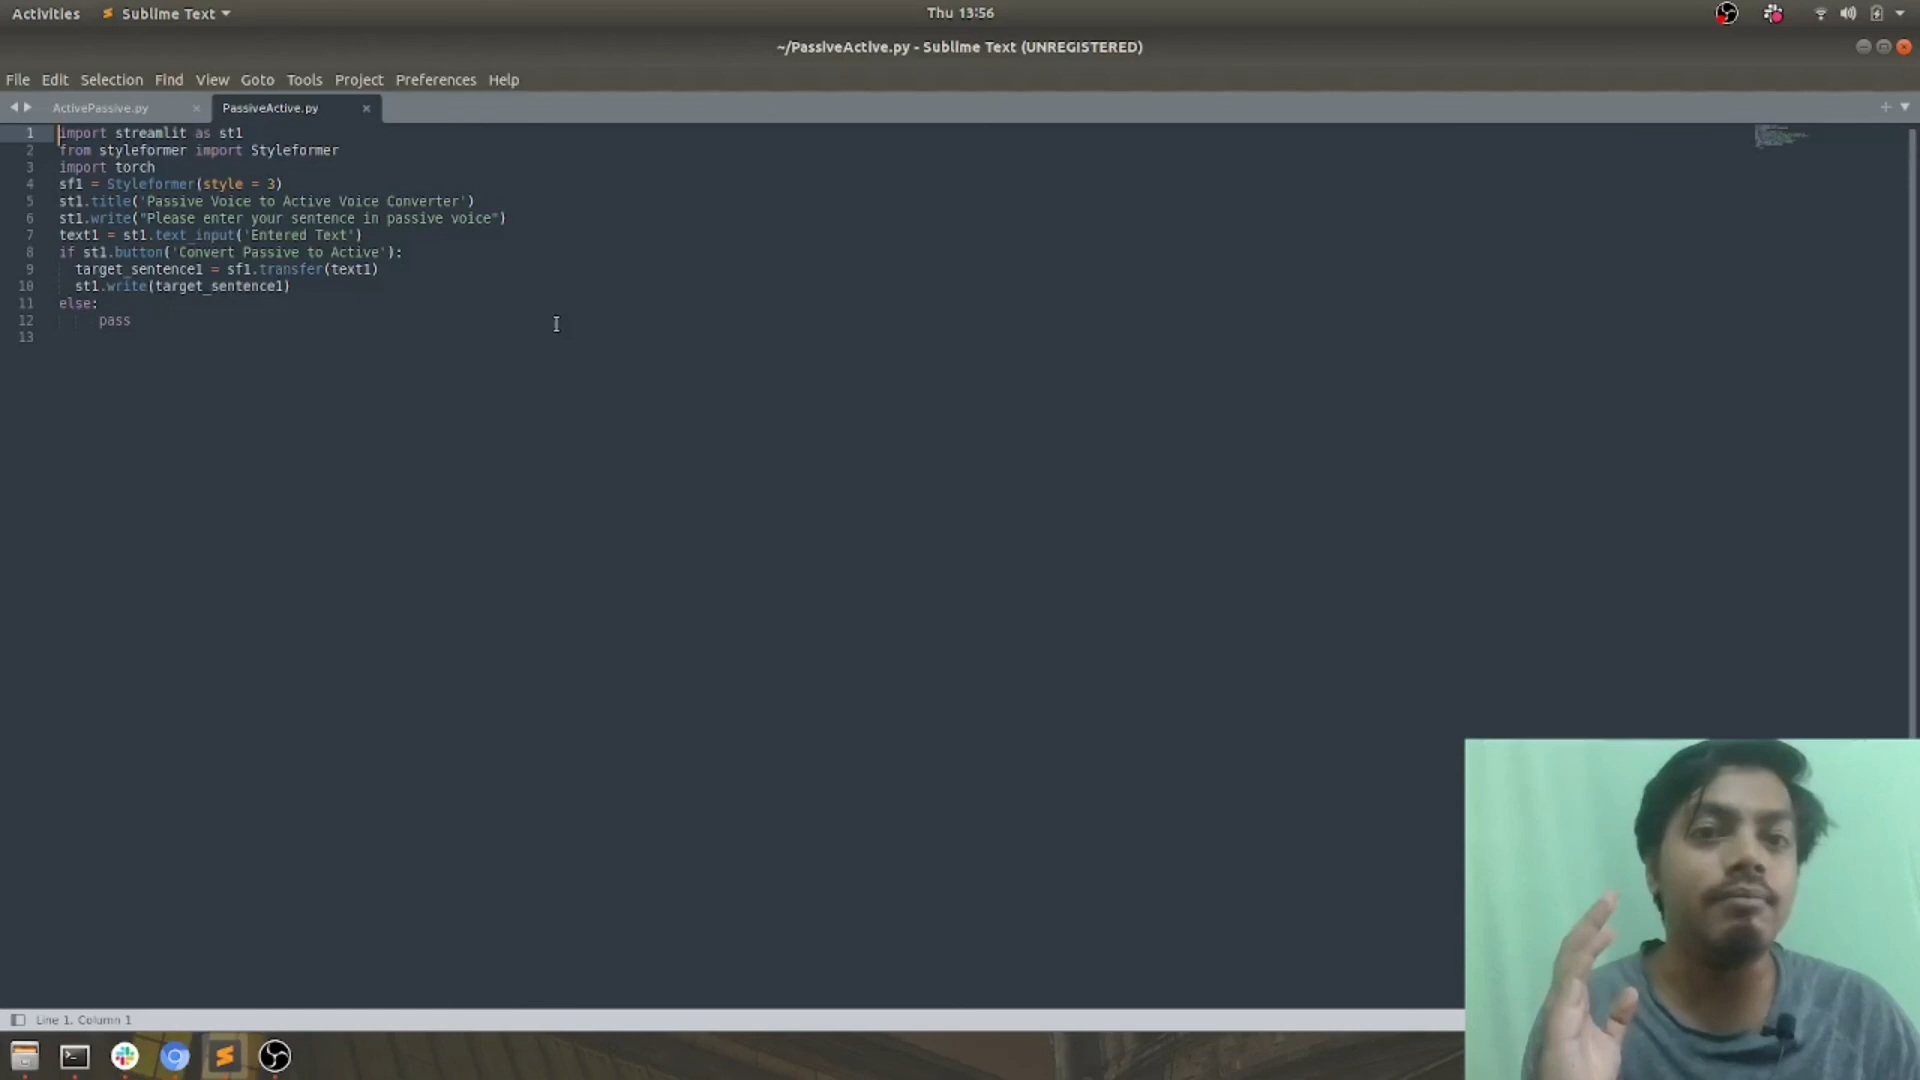 Activities
Sublime Text
Thu 13:56
~/PassiveActive.py - Sublime Text (UNREGISTERED)
File Edit Selection Find View Goto Tools Project Preferences Help
ActivePassive.py × PassiveActive.py ×
1 import streamlit as st1
2 from styleformer import Styleformer
3 import torch
4 sf1 = Styleformer(style = 3)
5 st1.title('Passive Voice to Active Voice Converter')
6 st1.write("Please enter your sentence in passive voice")
7 text1 = st1.text_input('Entered Text')
8 if st1.button('Convert Passive to Active'):
9 target_sentence1 = sf1.transfer(text1)
10 st1.write(target_sentence1)
11 else:
12 pass
13
Line 1, Column 1